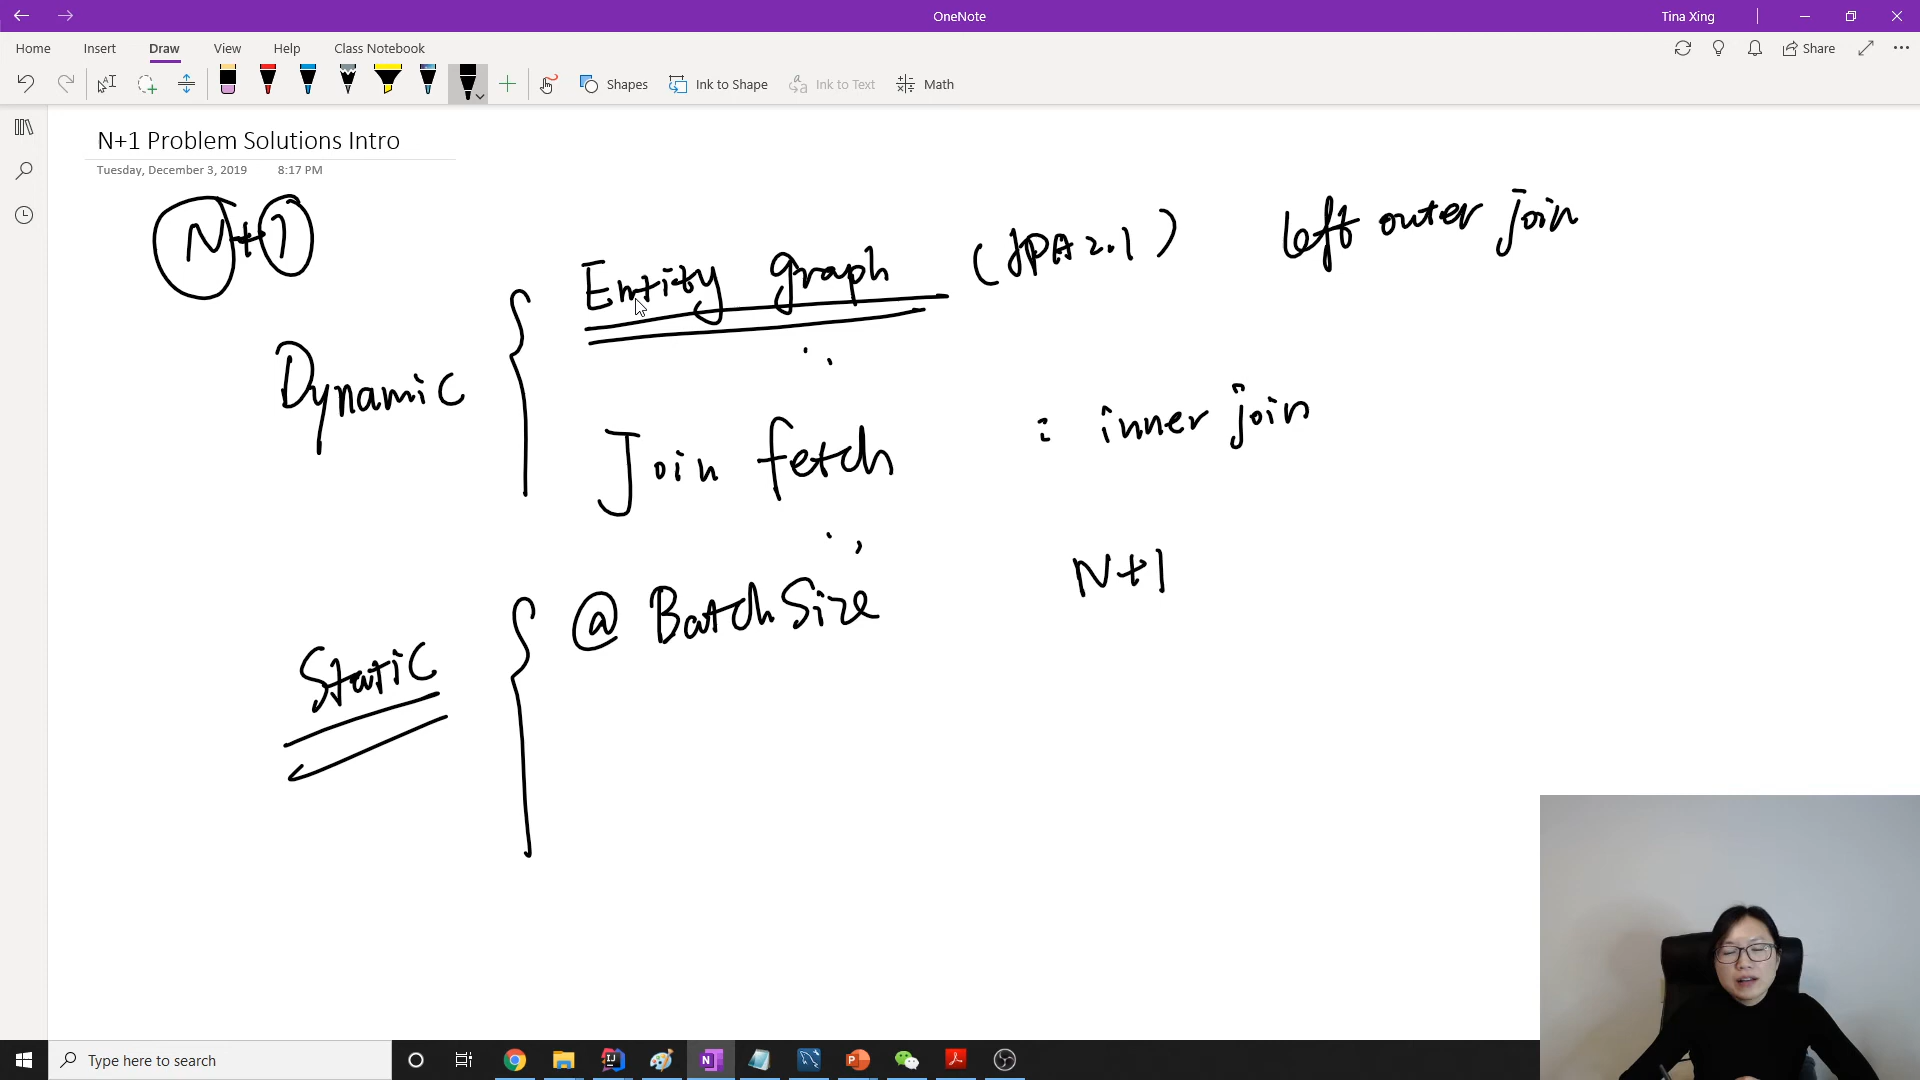 OneNote
Tina Xing
Home Insert Draw View Help Class Notebook
Share
Shapes Ink to Shape Ink to Text Math
N+1 Problem Solutions Intro
Tuesday, December 3, 2019 8:17 PM
N+1
Entity graph (JPA 2.1) left outer join
Dynamic
Join fetch : inner join
N+1
@BatchSize
Static
Type here to search